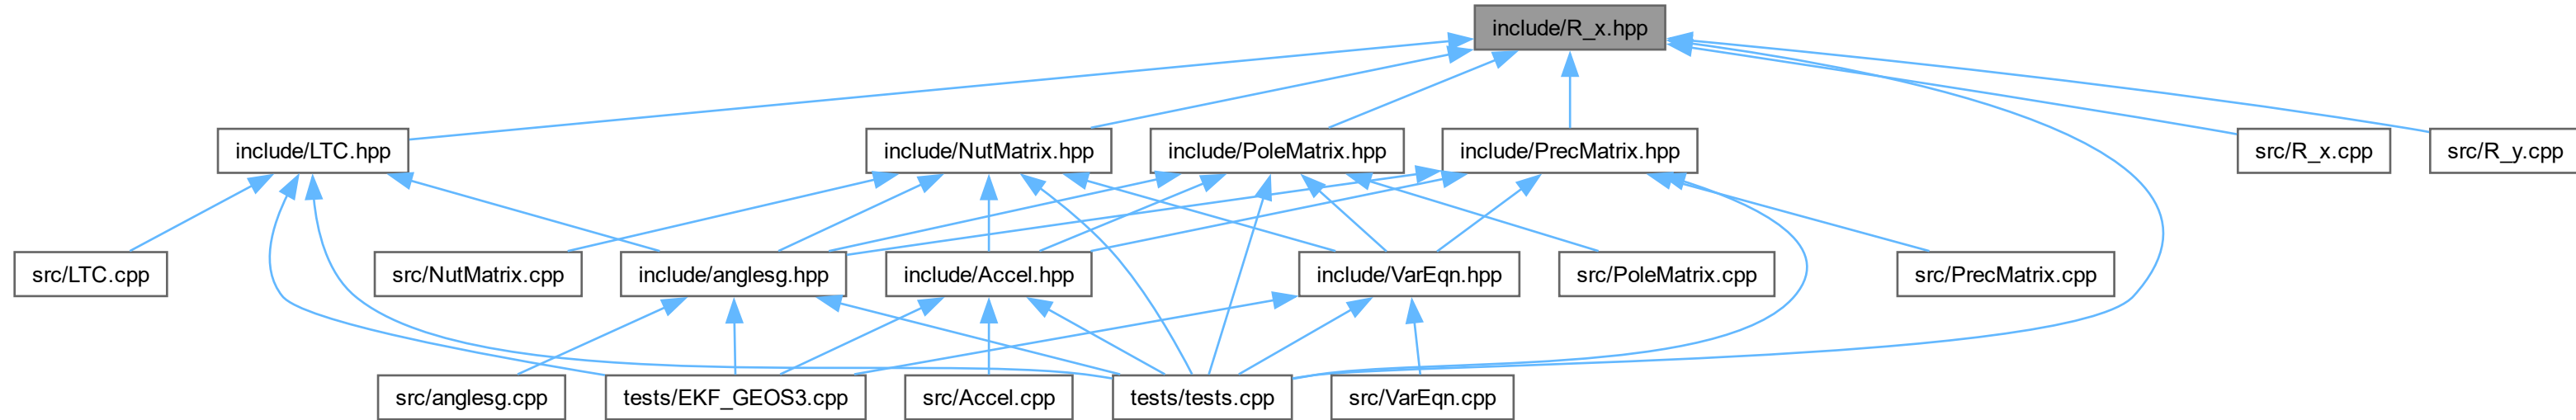 include/R_x.hpp
include/LTC.hpp
include/NutMatrix.hpp
include/PoleMatrix.hpp
include/PrecMatrix.hpp
src/R_x.cpp
src/R_y.cpp
src/LTC.cpp
src/NutMatrix.cpp
include/anglesg.hpp
include/Accel.hpp
include/VarEqn.hpp
src/PoleMatrix.cpp
src/PrecMatrix.cpp
src/anglesg.cpp
tests/EKF_GEOS3.cpp
src/Accel.cpp
tests/tests.cpp
src/VarEqn.cpp